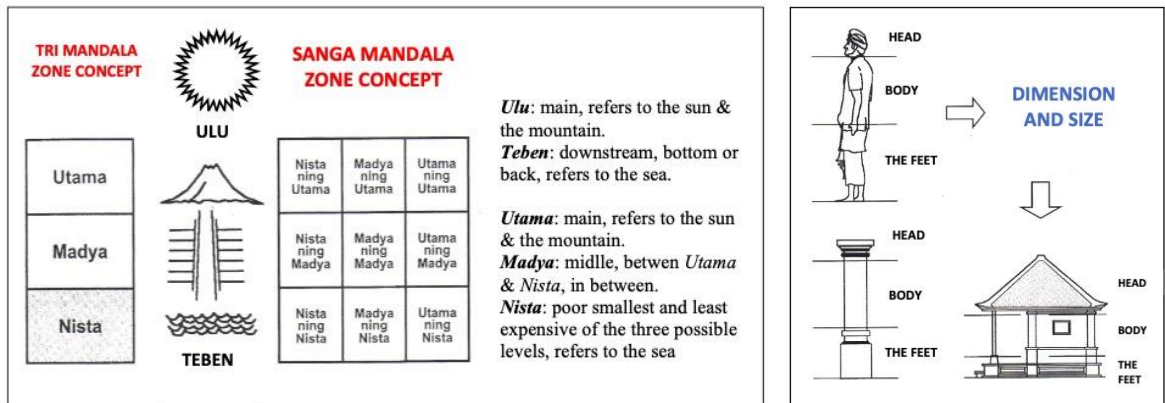 TRI MANDALA
ZONE CONCEPT
ULU
SANGA MANDALA
ZONE CONCEPT
Utama
Madya
Nista
TEBEN
Nista
ning
Utama
Madya
ning
Utama
Utama
ning
Utama
Nista
ning
Madya
Madya
ning
Madya
Utama
ning
Madya
Nista
ning
Nista
Madya
ning
Nista
Utama
ning
Nista
Ulu: main, refers to the sun &
the mountain.
Teben: downstream, bottom or
back, refers to the sea.
Utama: main, refers to the sun
& the mountain.
Madya: midlle, betwen Utama
& Nista, in between.
Nista: poor smallest and least
expensive of the three possible
levels, refers to the sea
HEAD
BODY
THE FEET
DIMENSION
AND SIZE
HEAD
BODY
THE FEET
HEAD
BODY
THE
FEET